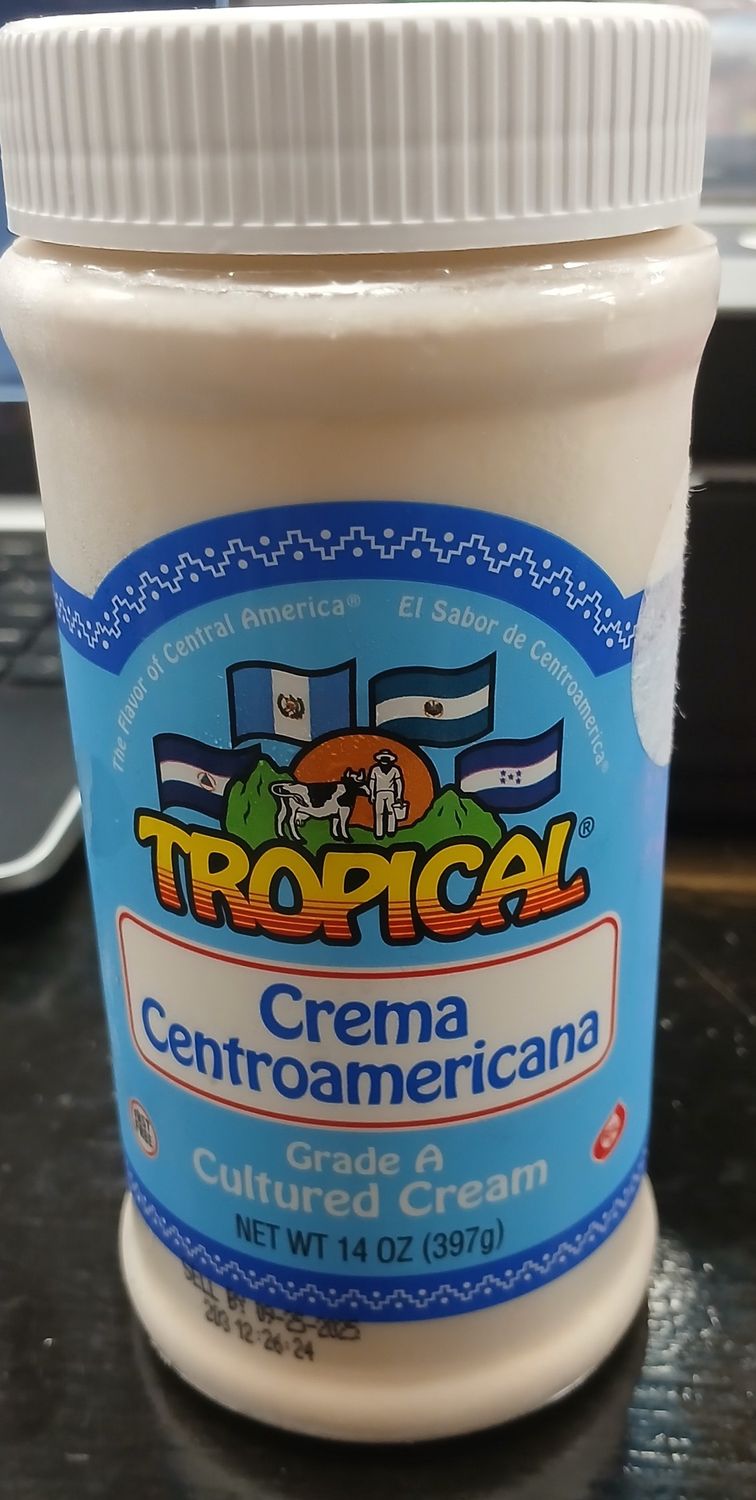 The Flavor of Central America® El Sabor de Centroamerica®
TROPICAL®
Crema
Centroamericana
Grade A
Cultured Cream
NET WT 14 OZ (397g)
SELL BY 09-25-2025
203 12:26:24